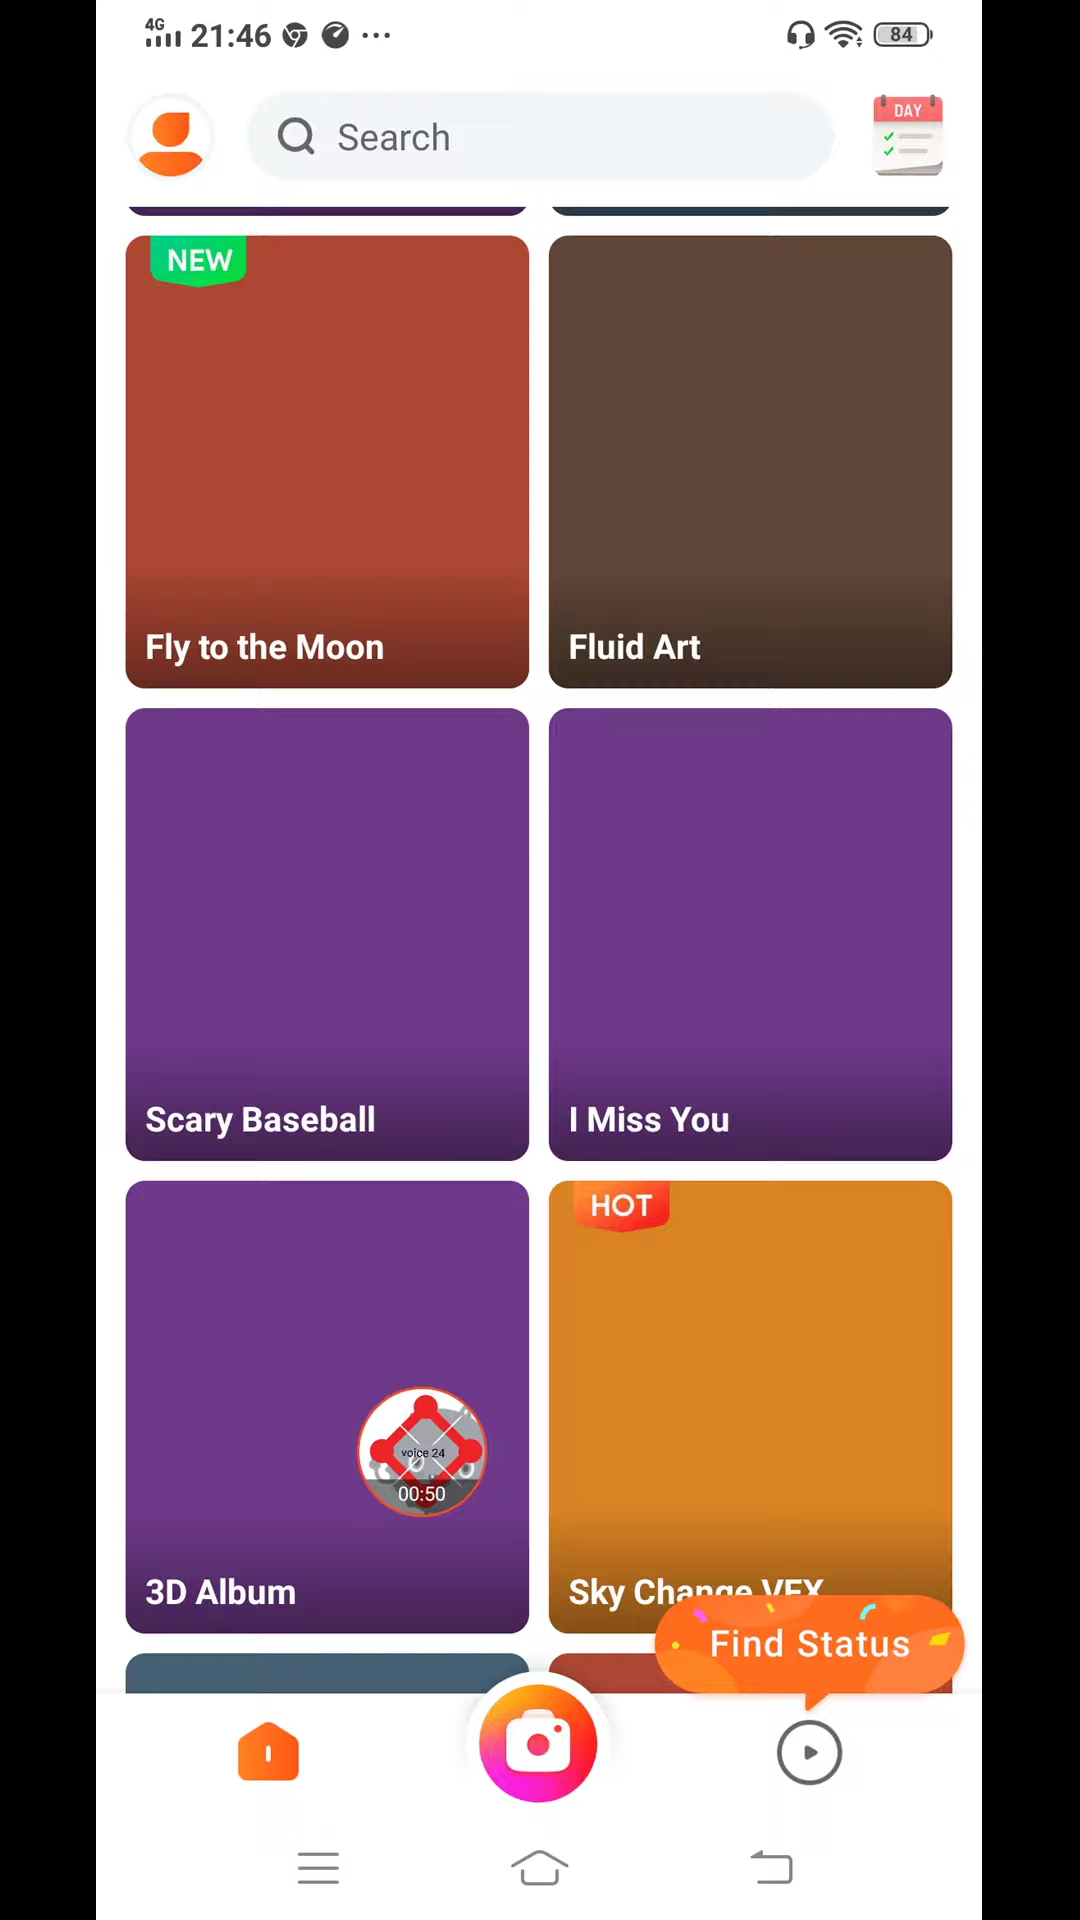 4G 21:46 84
Search
DAY
NEW
Fly to the Moon
Fluid Art
Scary Baseball
I Miss You
HOT
voice 24
00:50
3D Album
Sky Change VFX
Find Status